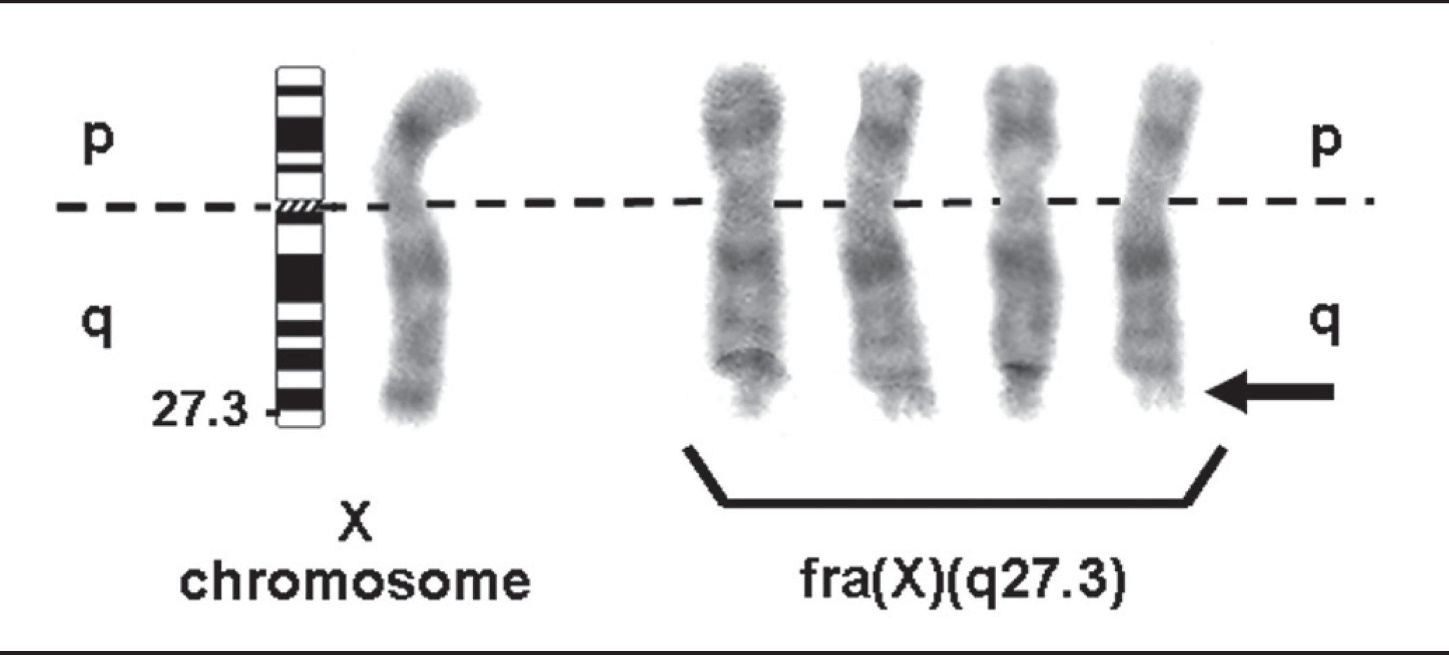 p
p
q
q
27.3
X
chromosome
fra(X)(q27.3)